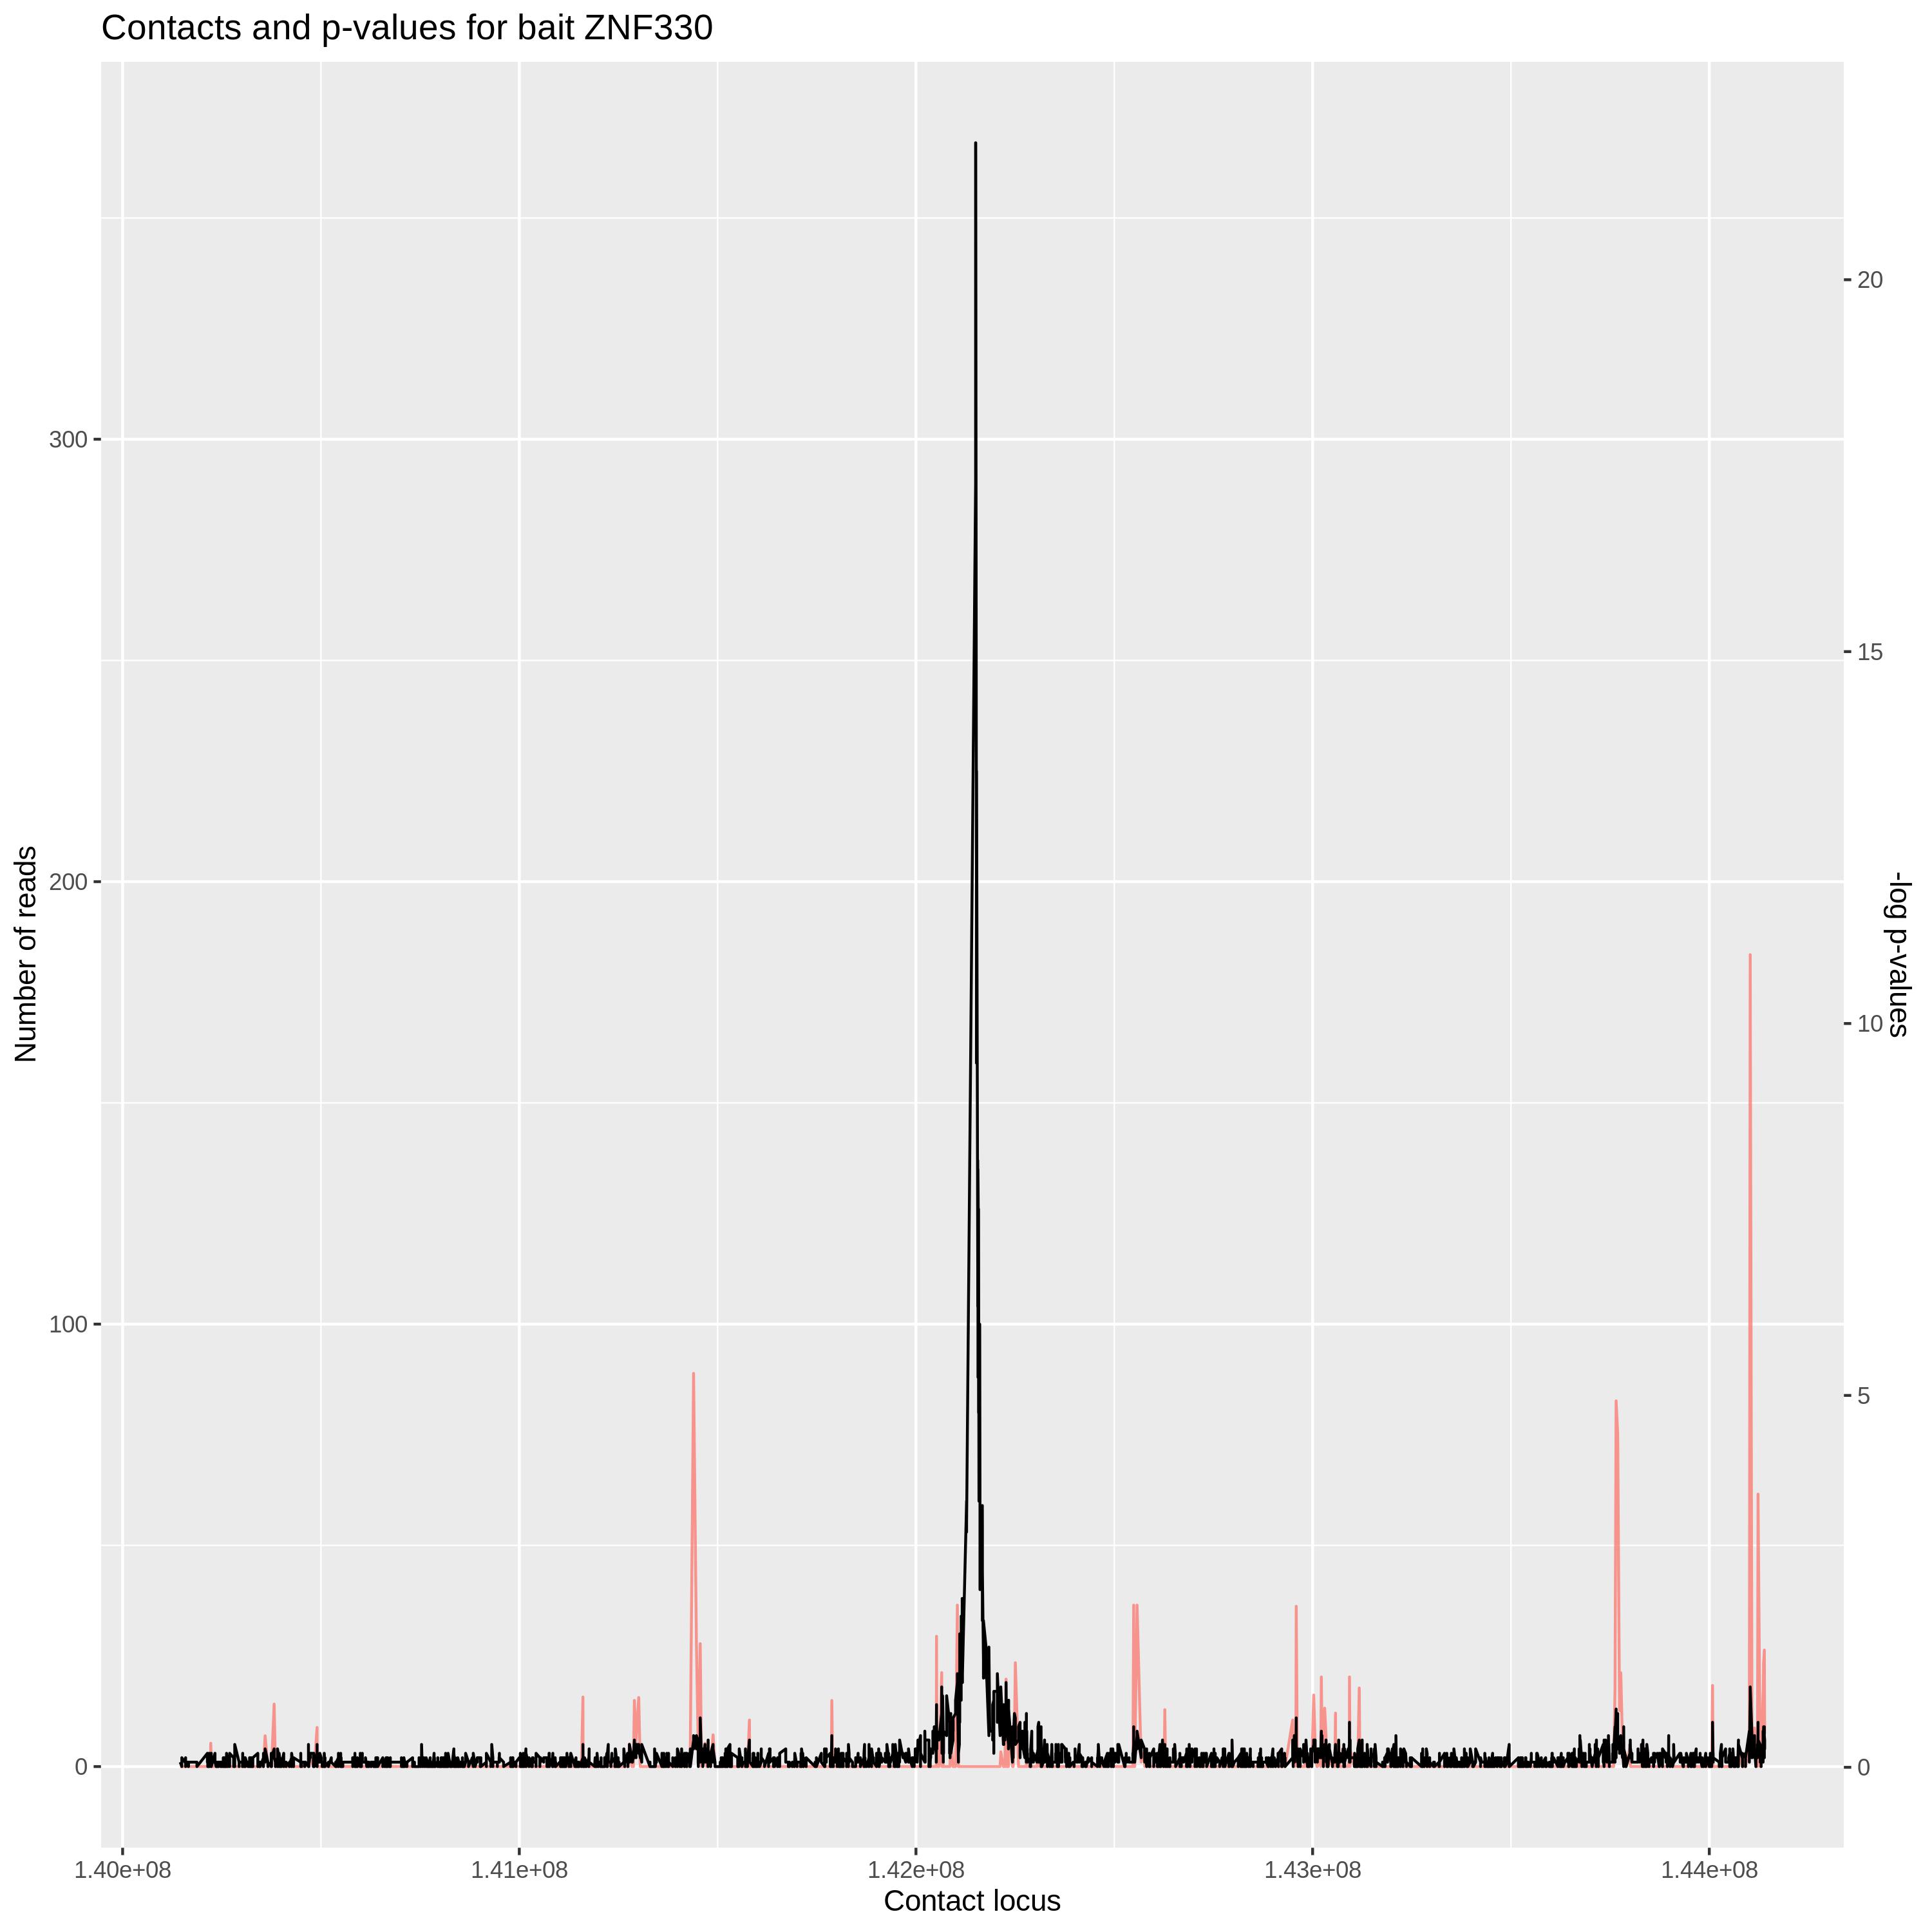 Contacts and p-values for bait ZNF330
300
200
100
0
Number of reads
20
15
10
5
0
-log p-values
1.40e+08
1.41e+08
1.42e+08
1.43e+08
1.44e+08
Contact locus